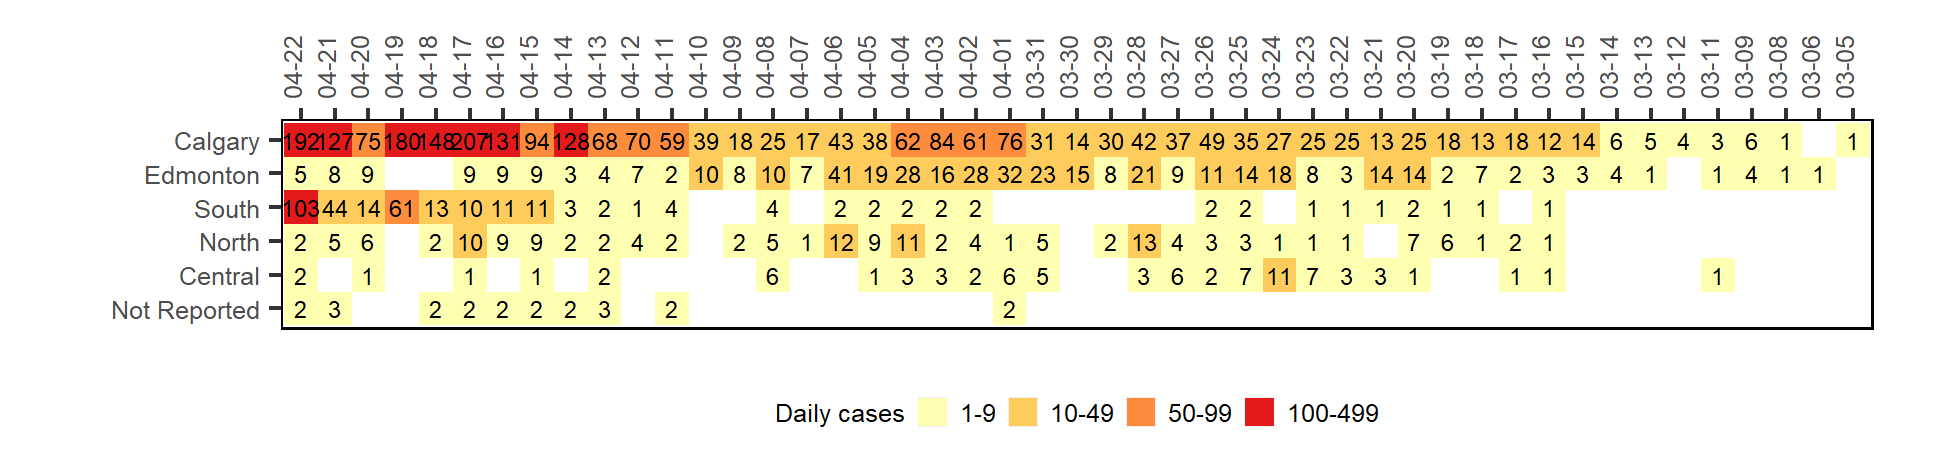 04-22 04-21 04-20 04-19 04-18 04-17 04-16 04-15 04-14 04-13 04-12 04-11 04-10 04-09 04-08 04-07 04-06 04-05 04-04 04-03 04-02 04-01 03-31 03-30 03-29 03-28 03-27 03-26 03-25 03-24 03-23 03-22 03-21 03-20 03-19 03-18 03-17 03-16 03-15 03-14 03-13 03-12 03-11 03-09 03-08 03-06 03-05
Calgary 192 127 75 180 148 207 131 94 128 68 70 59 39 18 25 17 43 38 62 84 61 76 31 14 30 42 37 49 35 27 25 25 13 25 18 13 18 12 14 6 5 4 3 6 1 1
Edmonton 5 8 9 9 9 9 3 4 7 2 10 8 10 7 41 19 28 16 28 32 23 15 8 21 9 11 14 18 8 3 14 14 2 7 2 3 3 4 1 1 4 1 1
South 103 44 14 61 13 10 11 11 3 2 1 4 4 2 2 2 2 2 2 2 1 1 1 2 1 1 1
North 2 5 6 2 10 9 9 2 2 4 2 2 5 1 12 9 11 2 4 1 5 2 13 4 3 3 1 1 1 7 6 1 2 1
Central 2 1 1 1 2 6 1 3 3 2 6 5 3 6 2 7 11 7 3 3 1 1 1 1
Not Reported 2 3 2 2 2 2 2 3 2 2
Daily cases 1-9 10-49 50-99 100-499